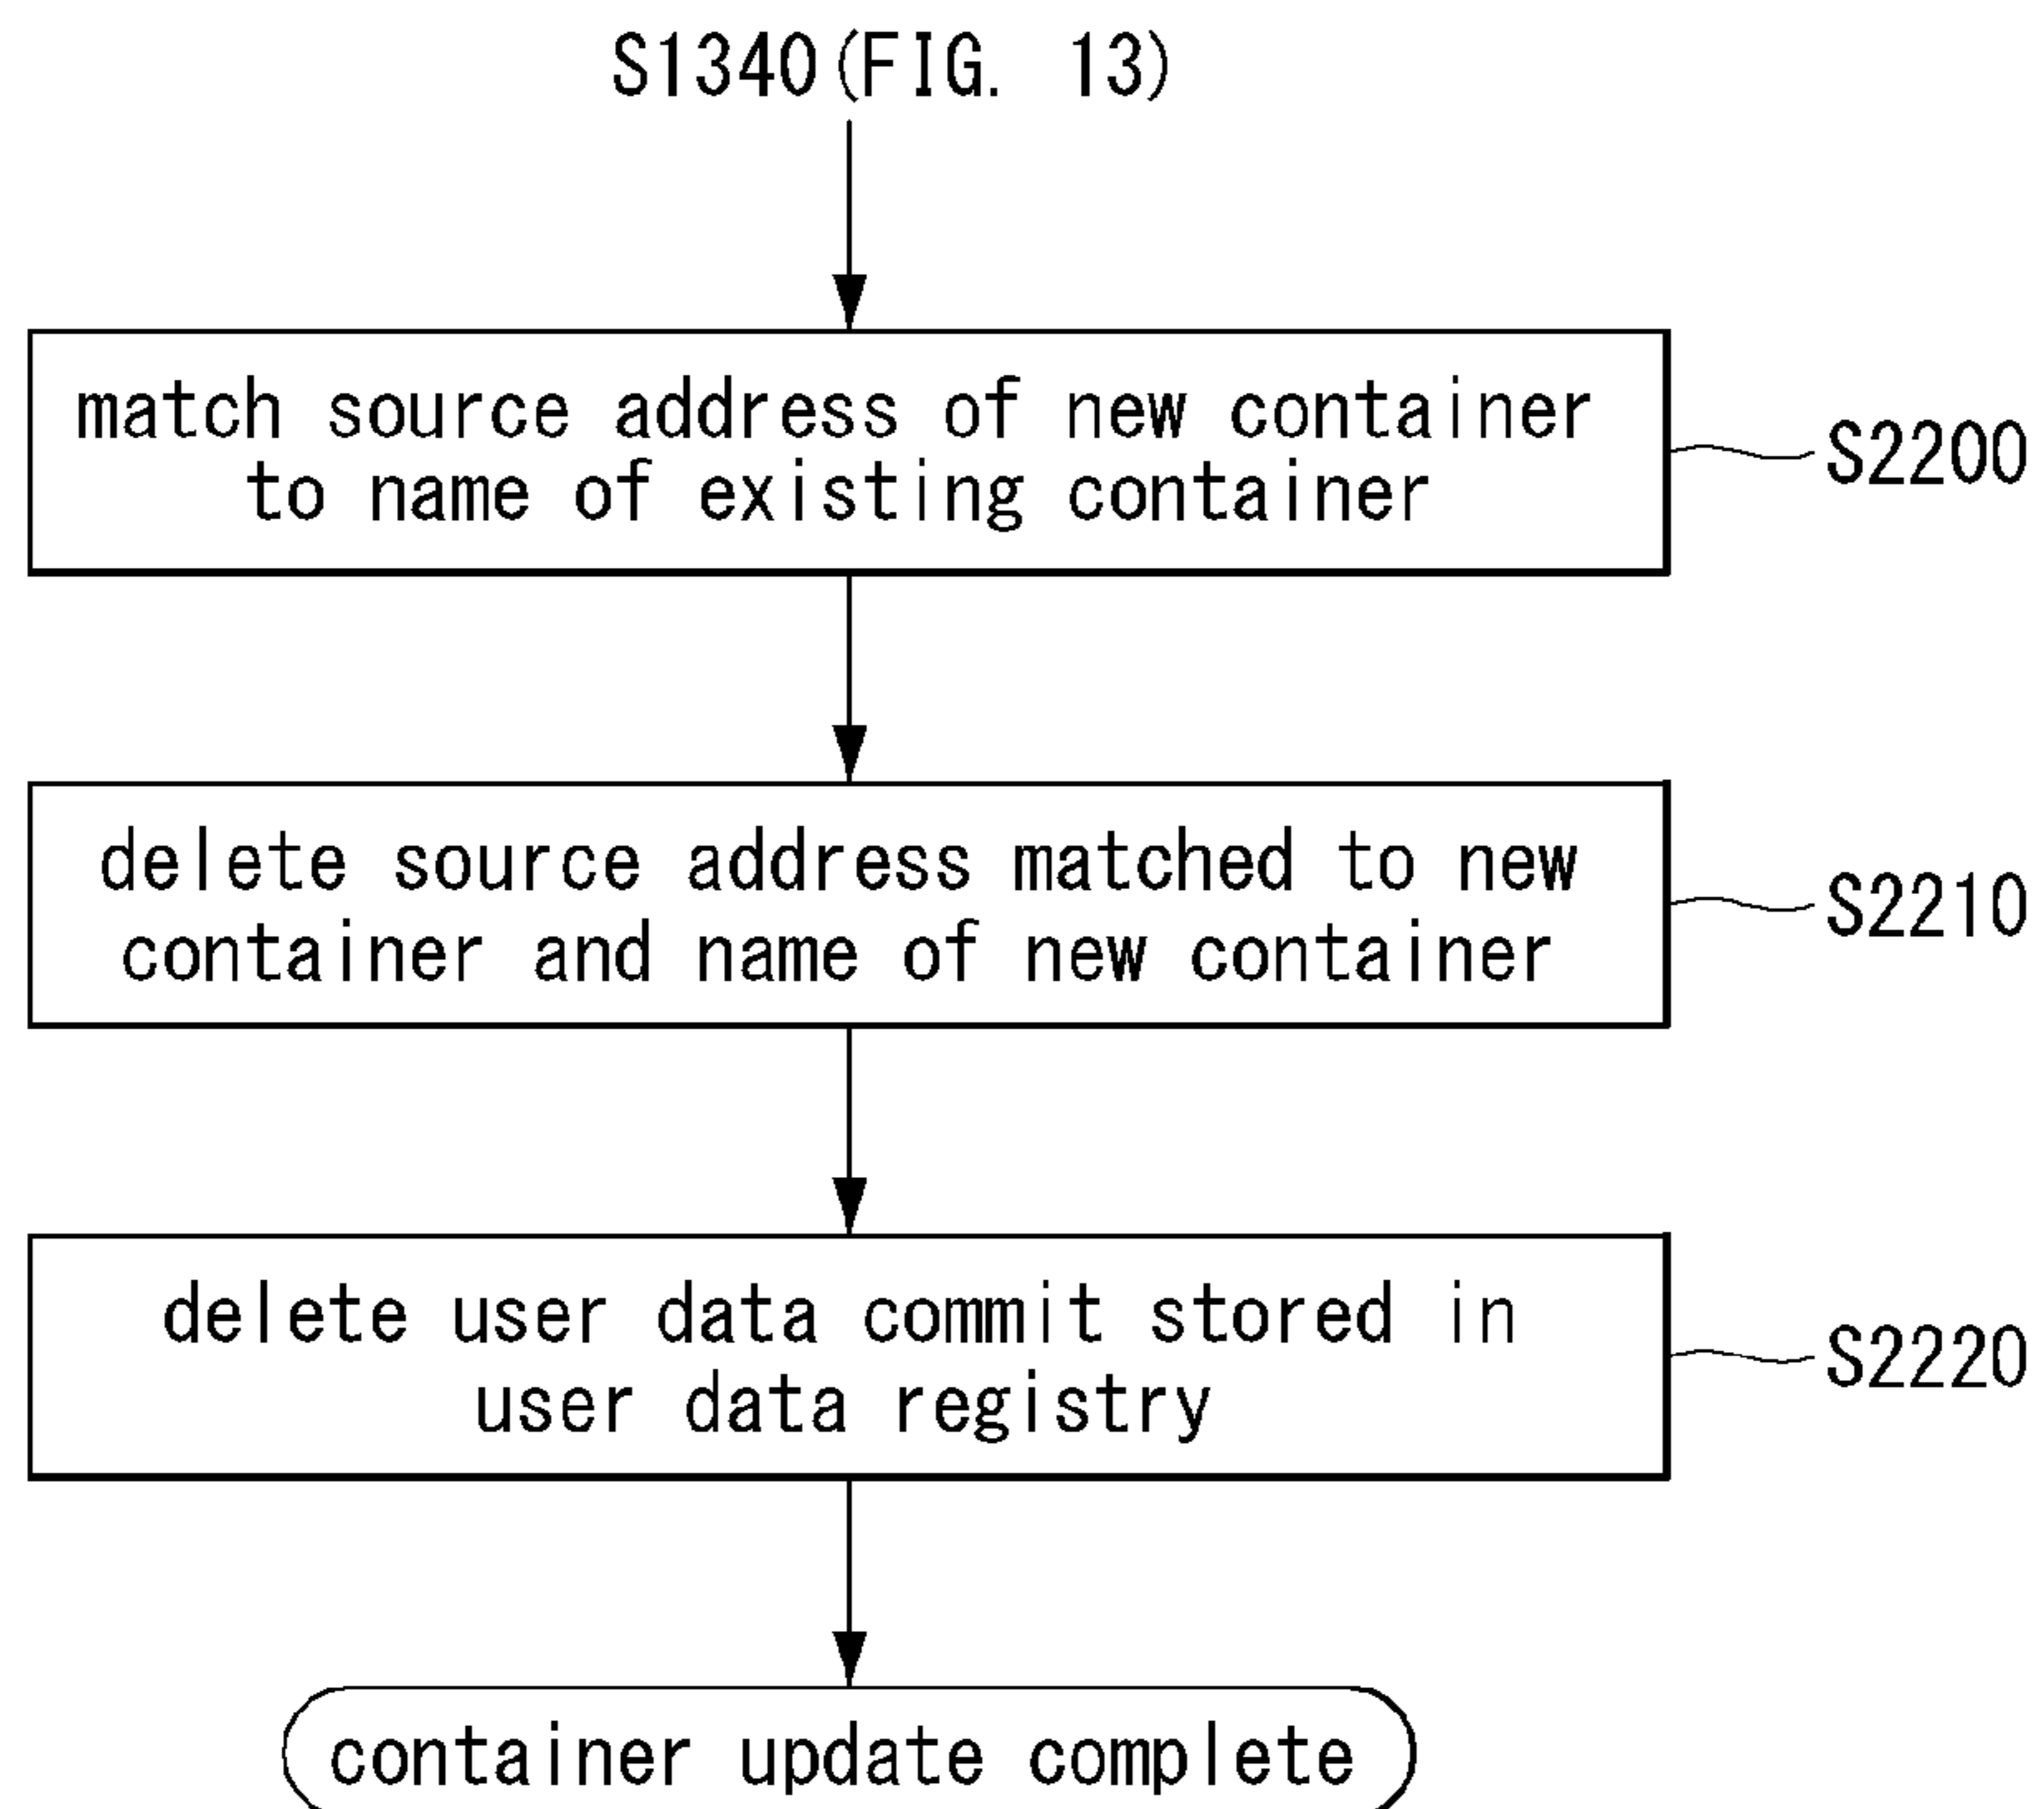 S1340(FIG. 13)
match source address of new container
to name of existing container
S2200
delete source address matched to new
container and name of new container
S2210
delete user data commit stored in
user data registry
S2220
container update complete